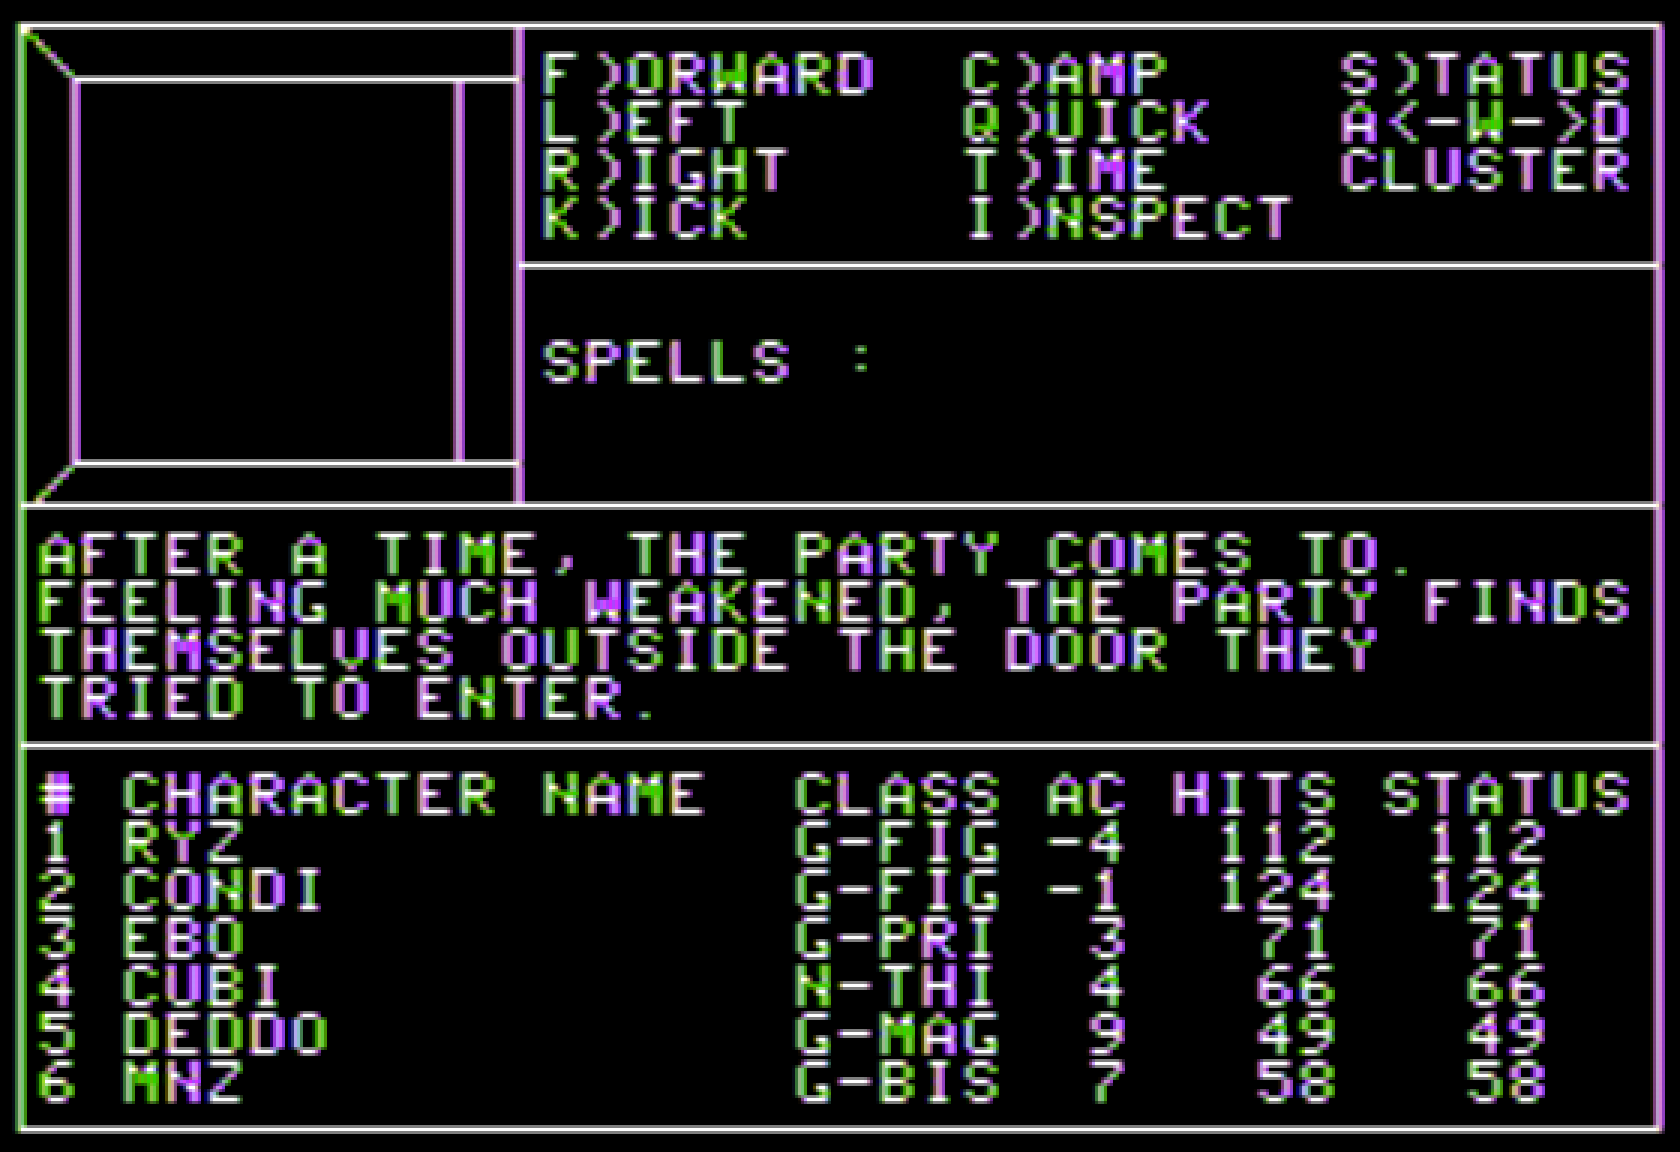 F)ORWARD C)AMP S)TATUS
L)EFT Q)UICK A<-W->D
R)IGHT T)IME CLUSTER
K)ICK I)NSPECT
SPELLS :
AFTER A TIME, THE PARTY COMES TO.
FEELING MUCH WEAKENED, THE PARTY FINDS
THEMSELVES OUTSIDE THE DOOR THEY
TRIED TO ENTER.
# CHARACTER NAME CLASS AC HITS STATUS
1 RYZ G-FIG -4 112 112
2 CONDI G-FIG -1 124 124
3 EBO G-PRI 3 71 71
4 CUBI N-THI 4 66 66
5 DEDDO G-MAG 9 49 49
6 MNZ G-BIS 7 58 58